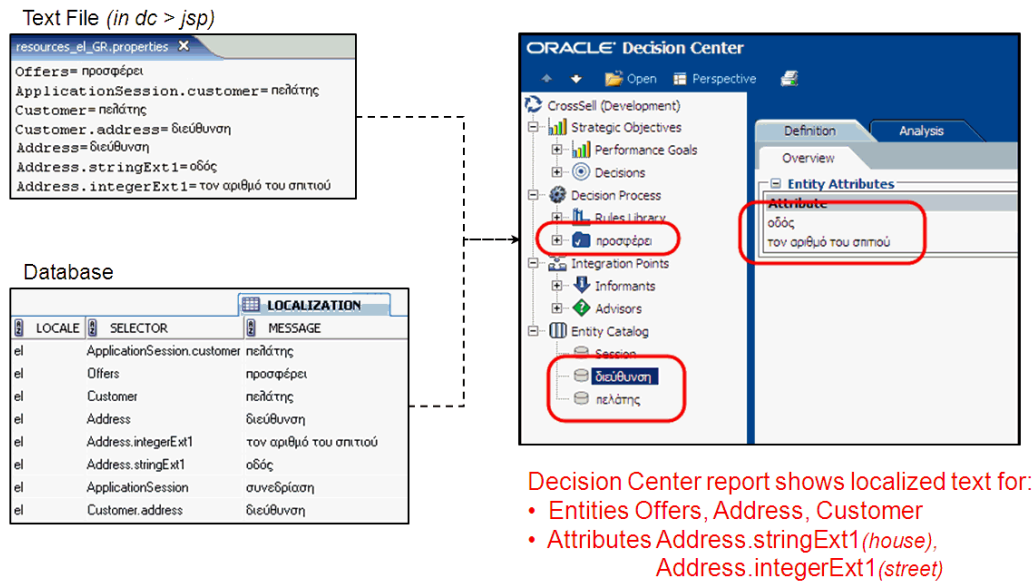 Text File (in dc > jsp)
resources_el_GR.properties
Offers= προσφέρει
ApplicationSession.customer= πελάτης
Customer= πελάτης
Customer.address= διεύθυνση
Address= διεύθυνση
Address.stringExt1= οδός
Address.integerExt1= τον αριθμό του σπιτιού
Database
LOCALIZATION
LOCALE SELECTOR MESSAGE
el ApplicationSession.customer πελάτης
el Offers προσφέρει
el Customer πελάτης
el Address διεύθυνση
el Address.integerExt1 τον αριθμό του σπιτιού
el Address.stringExt1 οδός
el ApplicationSession συνεδρίαση
el Customer.address διεύθυνση
ORACLE Decision Center
Open Perspective
CrossSell (Development)
Strategic Objectives
Performance Goals
Decisions
Decision Process
Rules Library
προσφέρει
Integration Points
Informants
Advisors
Entity Catalog
Session
διεύθυνση
πελάτης
Definition Analysis
Overview
Entity Attributes
Attribute
οδός
τον αριθμό του σπιτιού
Decision Center report shows localized text for:
• Entities Offers, Address, Customer
• Attributes Address.stringExt1(house),
Address.integerExt1(street)